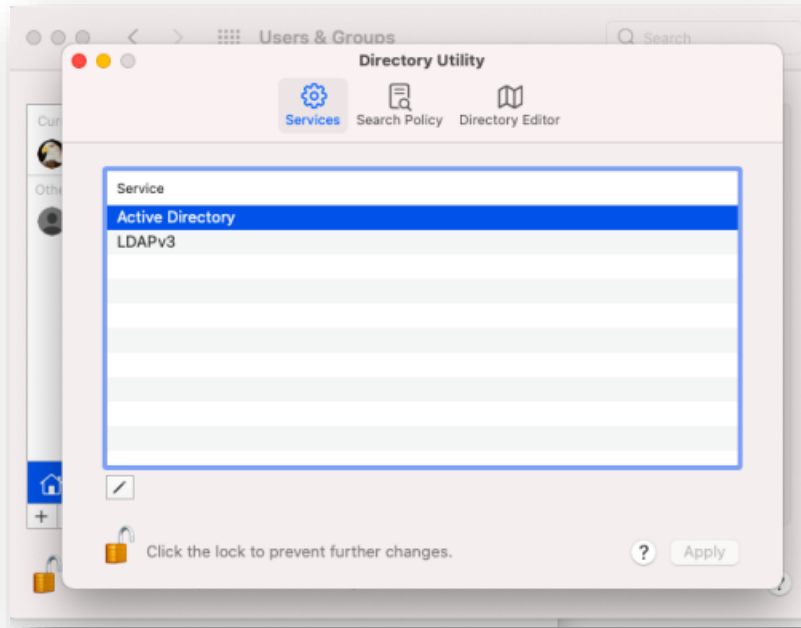 Users & Groups
Search
Directory Utility
Services
Search Policy
Directory Editor
Service
Active Directory
LDAPv3
+
Click the lock to prevent further changes.
?
Apply